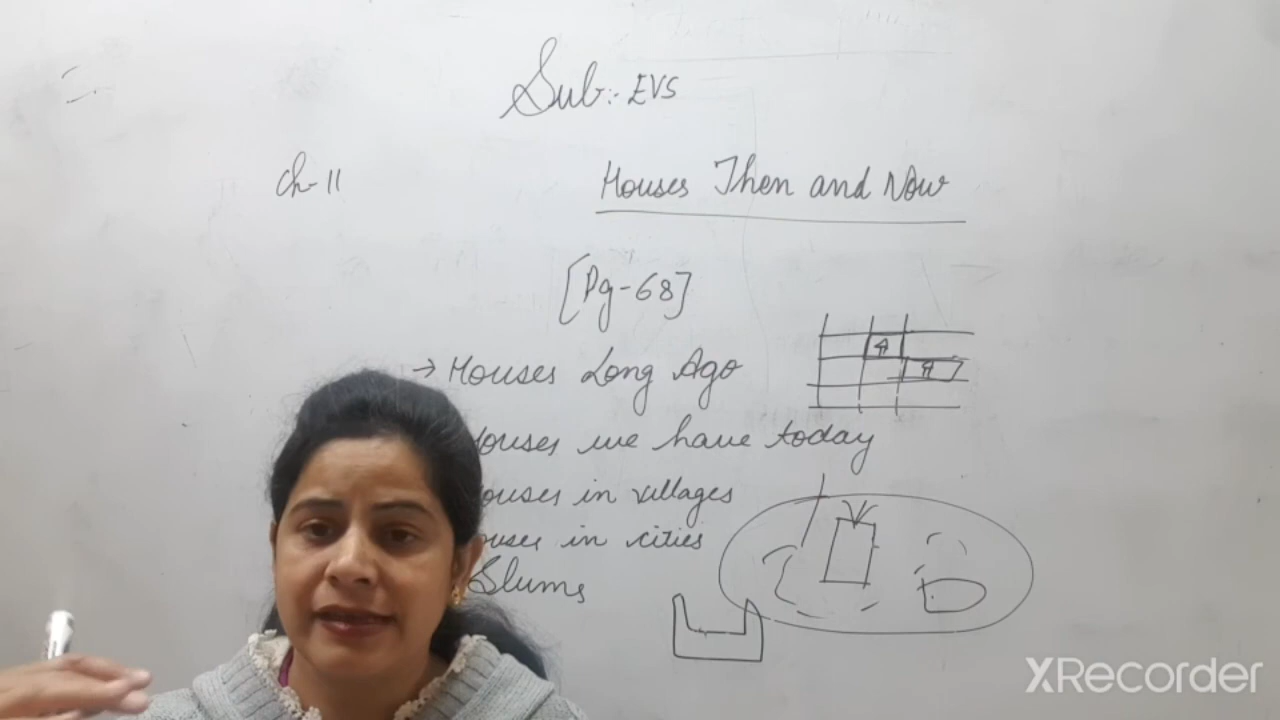 Sub:- EVS
Ch-11
Houses Then and Now
[Pg-68]
→ Houses Long Ago
ouses we have today
ouses in villages
ouses in cities
Slums
XRecorder